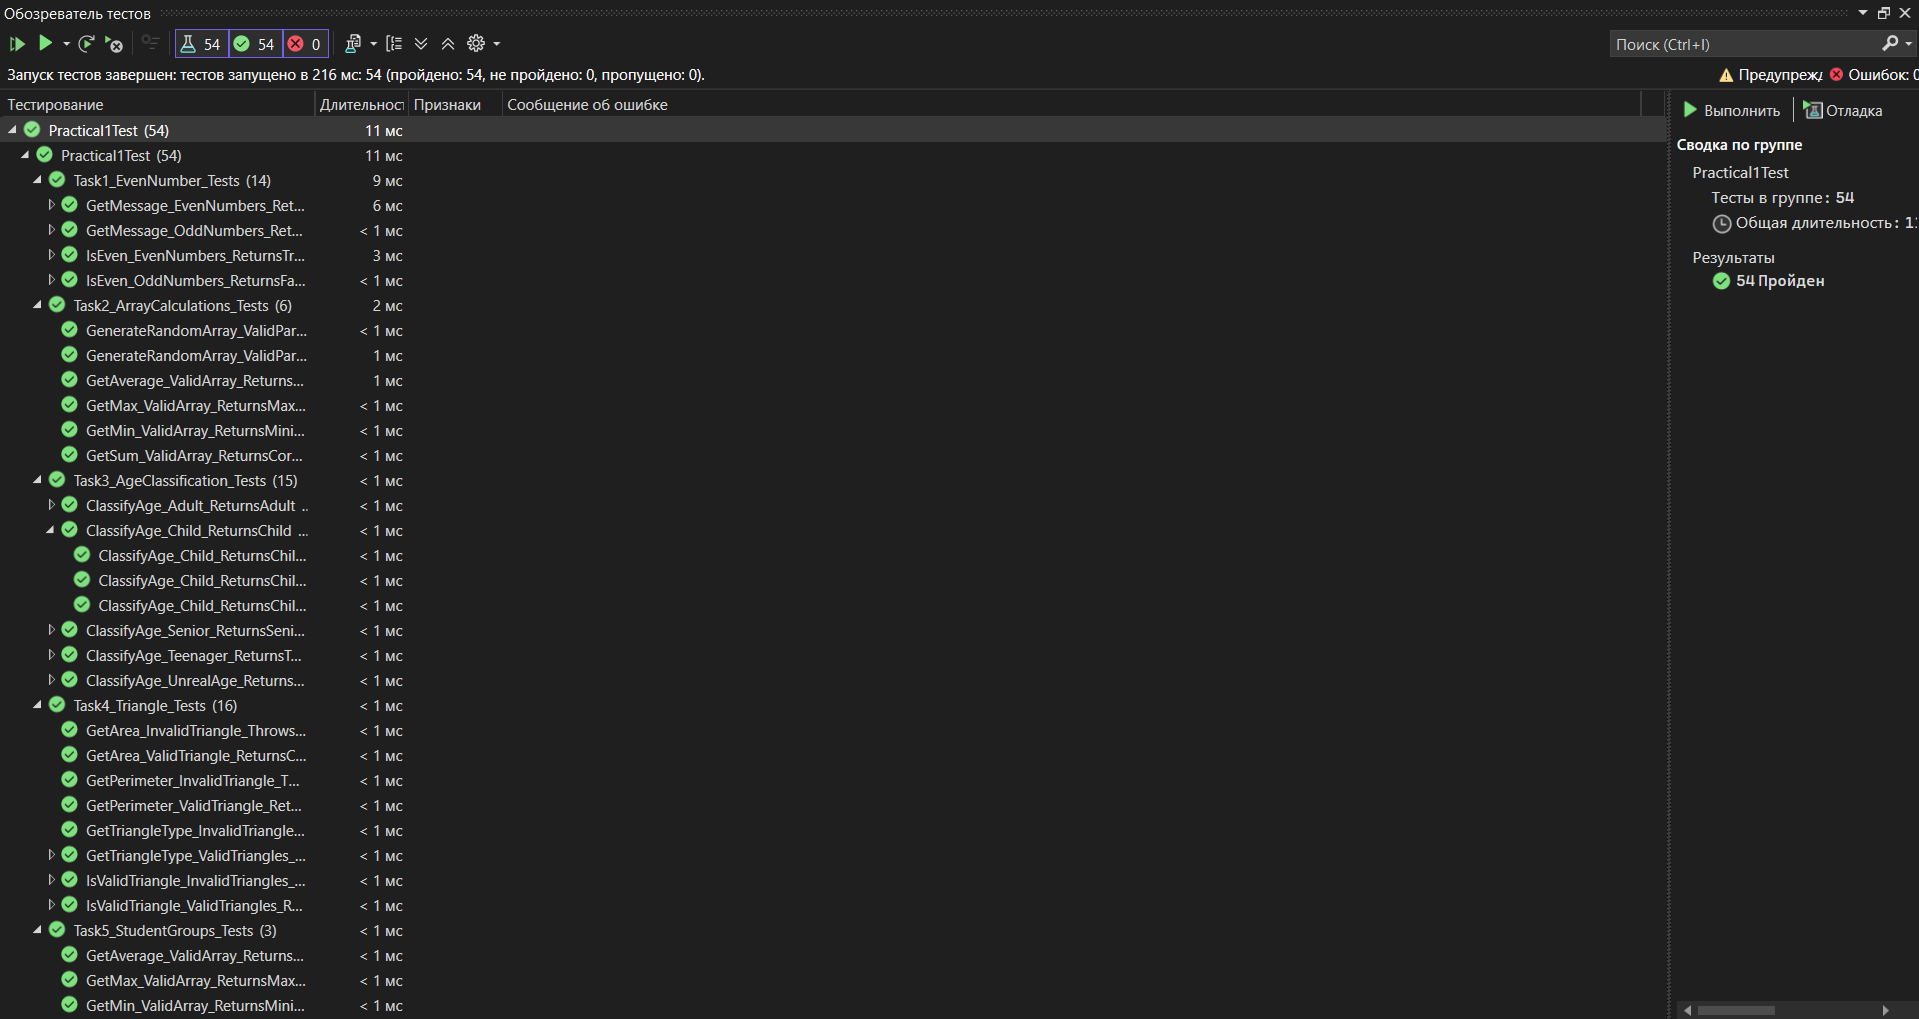 Обозреватель тестов
54 54 0
Поиск (Ctrl+I)
Запуск тестов завершен: тестов запущено в 216 мс: 54 (пройдено: 54, не пройдено: 0, пропущено: 0).
Предупрежд Ошибок: 0
Тестирование Длительност Признаки Сообщение об ошибке
Practical1Test (54) 11 мс
Practical1Test (54) 11 мс
Task1_EvenNumber_Tests (14) 9 мс
GetMessage_EvenNumbers_Ret... 6 мс
GetMessage_OddNumbers_Ret... < 1 мс
IsEven_EvenNumbers_ReturnsTr... 3 мс
IsEven_OddNumbers_ReturnsFa... < 1 мс
Task2_ArrayCalculations_Tests (6) 2 мс
GenerateRandomArray_ValidPar... < 1 мс
GenerateRandomArray_ValidPar... 1 мс
GetAverage_ValidArray_Returns... 1 мс
GetMax_ValidArray_ReturnsMax... < 1 мс
GetMin_ValidArray_ReturnsMini... < 1 мс
GetSum_ValidArray_ReturnsCor... < 1 мс
Task3_AgeClassification_Tests (15) < 1 мс
ClassifyAge_Adult_ReturnsAdult .. < 1 мс
ClassifyAge_Child_ReturnsChild ... < 1 мс
ClassifyAge_Child_ReturnsChil... < 1 мс
ClassifyAge_Child_ReturnsChil... < 1 мс
ClassifyAge_Child_ReturnsChil... < 1 мс
ClassifyAge_Senior_ReturnsSeni... < 1 мс
ClassifyAge_Teenager_ReturnsT... < 1 мс
ClassifyAge_UnrealAge_Returns... < 1 мс
Task4_Triangle_Tests (16) < 1 мс
GetArea_InvalidTriangle_Throws... < 1 мс
GetArea_ValidTriangle_ReturnsC... < 1 мс
GetPerimeter_InvalidTriangle_T... < 1 мс
GetPerimeter_ValidTriangle_Ret... < 1 мс
GetTriangleType_InvalidTriangle... < 1 мс
GetTriangleType_ValidTriangles_... < 1 мс
IsValidTriangle_InvalidTriangles_... < 1 мс
IsValidTriangle_ValidTriangles_R... < 1 мс
Task5_StudentGroups_Tests (3) < 1 мс
GetAverage_ValidArray_Returns... < 1 мс
GetMax_ValidArray_ReturnsMax... < 1 мс
GetMin_ValidArray_ReturnsMini... < 1 мс
Выполнить Отладка
Сводка по группе
Practical1Test
Тесты в группе: 54
Общая длительность: 1
Результаты
54 Пройден